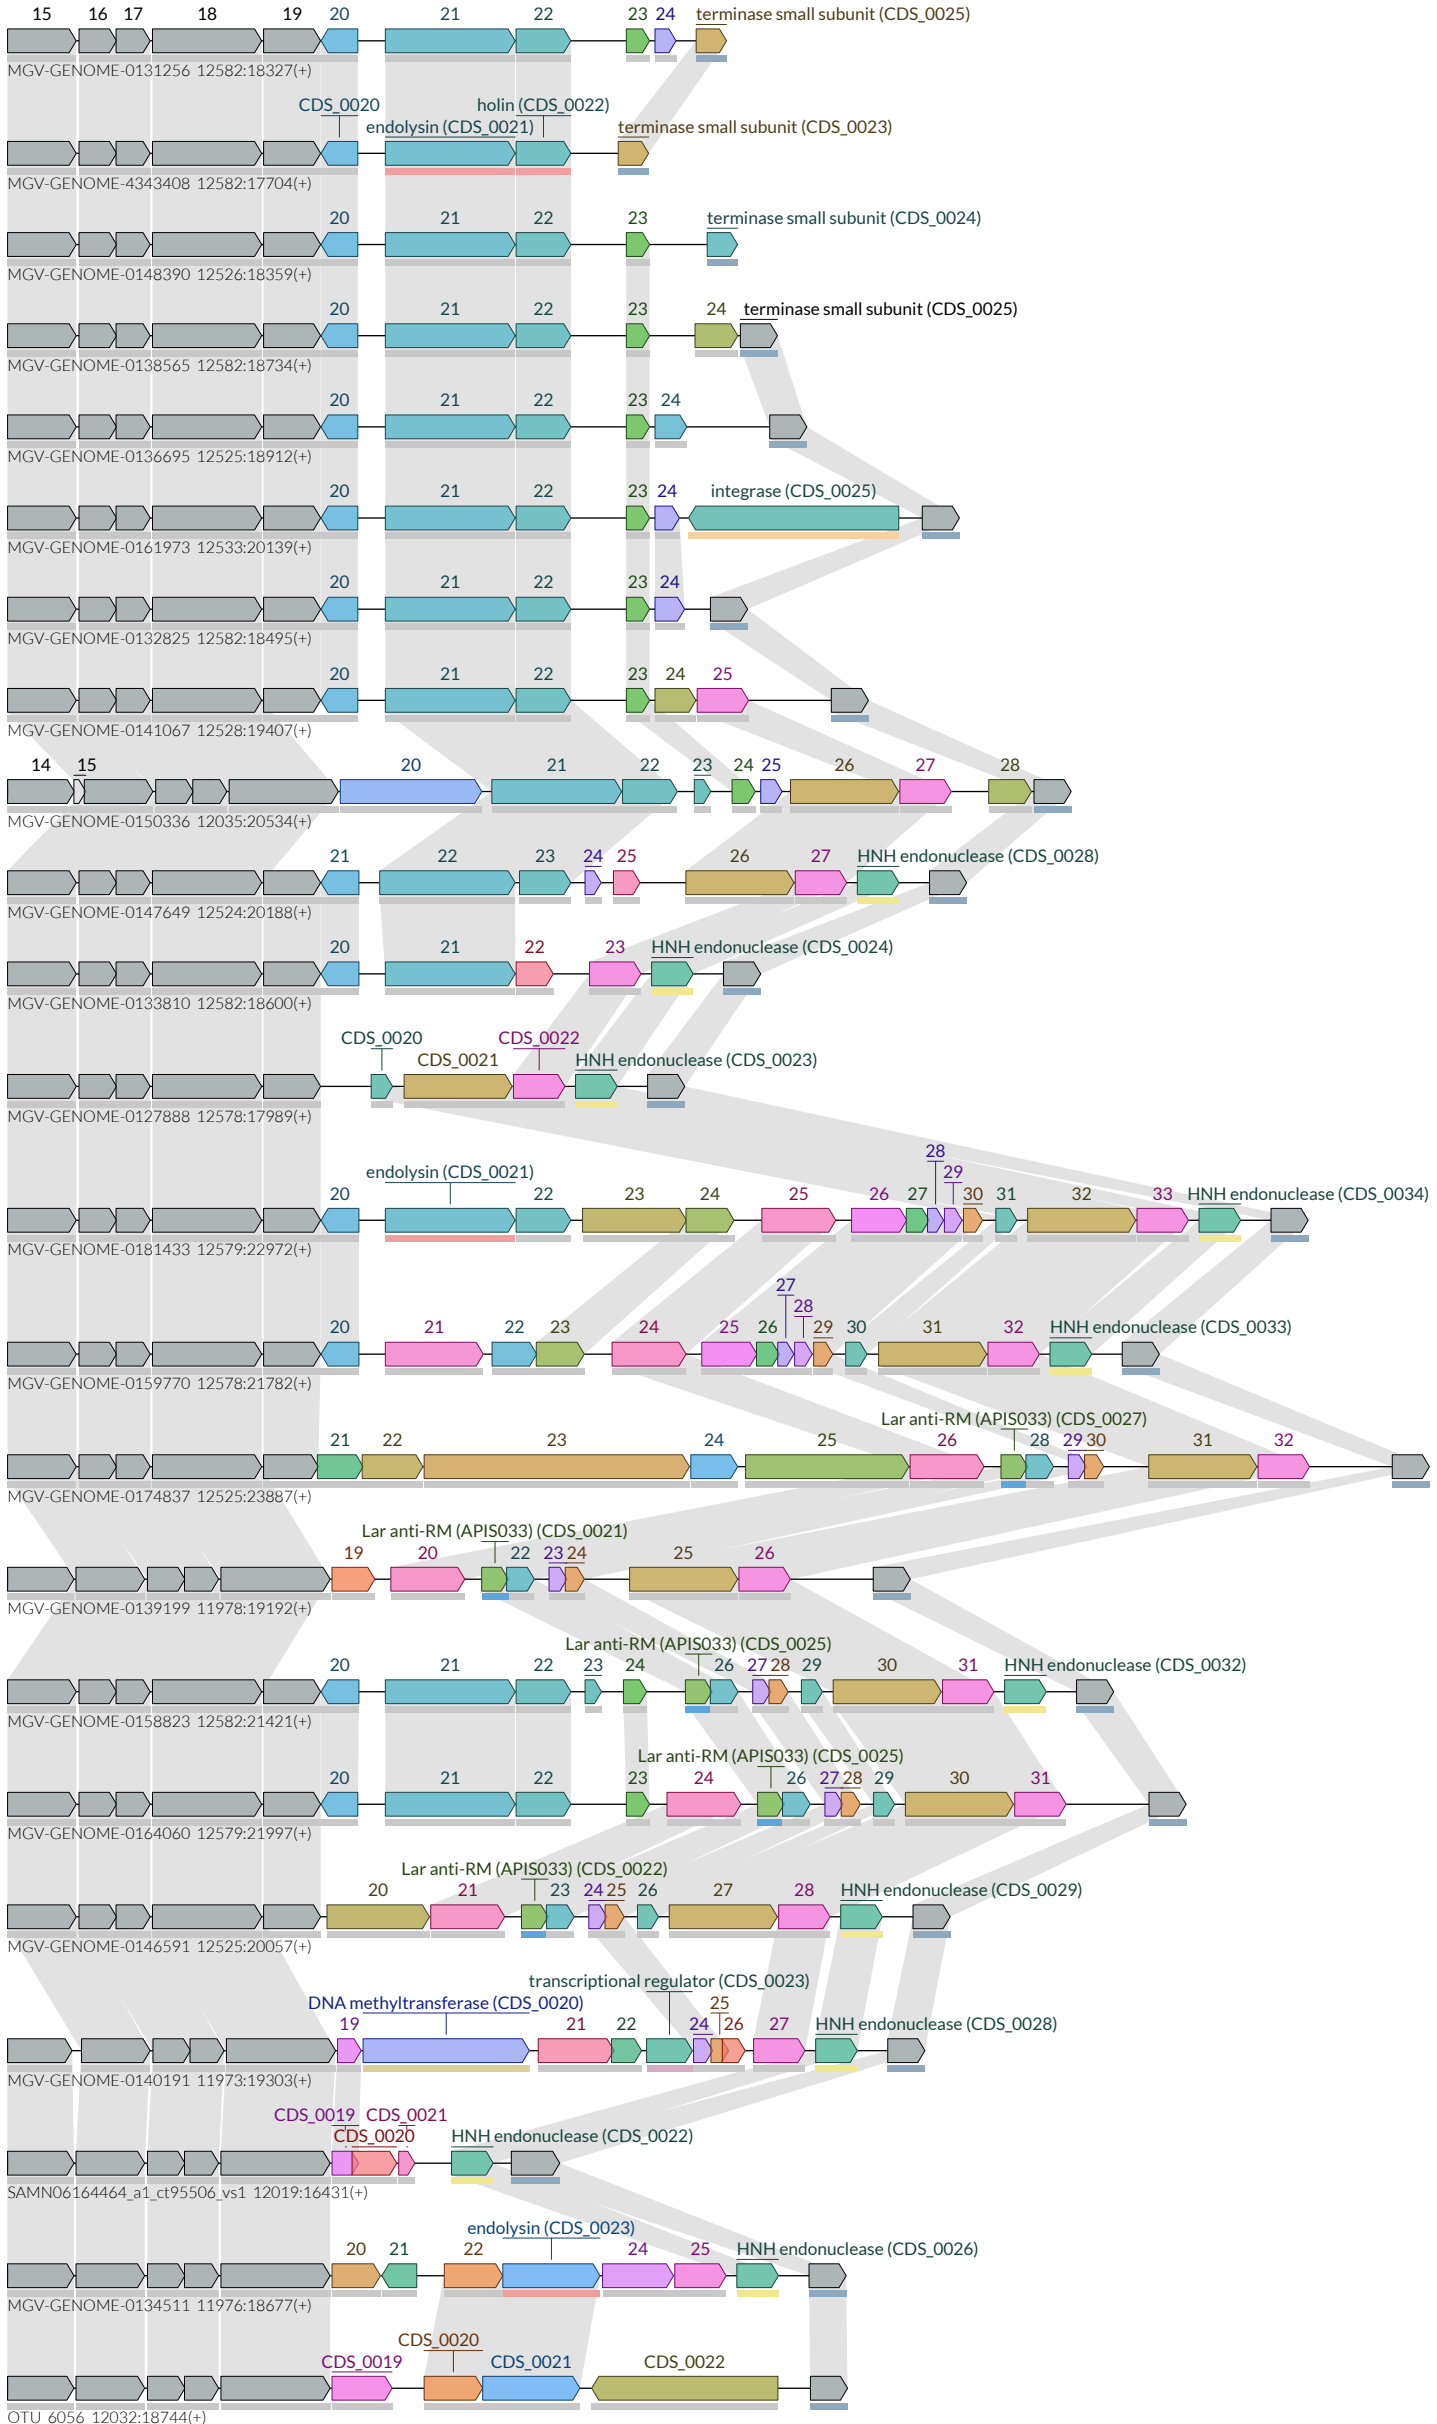 15 16 17 18 19 20 21 22 23 24 terminase small subunit (CDS_0025)
MGV-GENOME-0131256 12582:18327(+)
CDS_0020 holin (CDS_0022)
endolysin (CDS_0021) terminase small subunit (CDS_0023)
MGV-GENOME-4343408 12582:17704(+)
20 21 22 23 terminase small subunit (CDS_0024)
MGV-GENOME-0148390 12526:18359(+)
20 21 22 23 24 terminase small subunit (CDS_0025)
MGV-GENOME-0138565 12582:18734(+)
20 21 22 23 24
MGV-GENOME-0136695 12525:18912(+)
20 21 22 23 24 integrase (CDS_0025)
MGV-GENOME-0161973 12533:20139(+)
20 21 22 23 24
MGV-GENOME-0132825 12582:18495(+)
20 21 22 23 24 25
MGV-GENOME-0141067 12528:19407(+)
14 15 20 21 22 23 24 25 26 27 28
MGV-GENOME-0150336 12035:20534(+)
21 22 23 24 25 26 27 HNH endonuclease (CDS_0028)
MGV-GENOME-0147649 12524:20188(+)
20 21 22 23 HNH endonuclease (CDS_0024)
MGV-GENOME-0133810 12582:18600(+)
CDS_0020 CDS_0022
CDS_0021 HNH endonuclease (CDS_0023)
MGV-GENOME-0127888 12578:17989(+)
28
endolysin (CDS_0021) 29
20 22 23 24 25 26 27 30 31 32 33 HNH endonuclease (CDS_0034)
MGV-GENOME-0181433 12579:22972(+)
27
28
20 21 22 23 24 25 26 29 30 31 32 HNH endonuclease (CDS_0033)
MGV-GENOME-0159770 12578:21782(+)
Lar anti-RM (APIS033) (CDS_0027)
21 22 23 24 25 26 28 29 30 31 32
MGV-GENOME-0174837 12525:23887(+)
Lar anti-RM (APIS033) (CDS_0021)
19 20 22 23 24 25 26
MGV-GENOME-0139199 11978:19192(+)
Lar anti-RM (APIS033) (CDS_0025)
20 21 22 23 24 26 27 28 29 30 31 HNH endonuclease (CDS_0032)
MGV-GENOME-0158823 12582:21421(+)
Lar anti-RM (APIS033) (CDS_0025)
20 21 22 23 24 26 27 28 29 30 31
MGV-GENOME-0164060 12579:21997(+)
Lar anti-RM (APIS033) (CDS_0022)
20 21 23 24 25 26 27 28 HNH endonuclease (CDS_0029)
MGV-GENOME-0146591 12525:20057(+)
transcriptional regulator (CDS_0023)
DNA methyltransferase (CDS_0020) 25
19 21 22 24 26 27 HNH endonuclease (CDS_0028)
MGV-GENOME-0140191 11973:19303(+)
CDS_0019 CDS_0021
CDS_0020 HNH endonuclease (CDS_0022)
SAMN06164464_a1_ct95506_vs1 12019:16431(+)
endolysin (CDS_0023)
20 21 22 24 25 HNH endonuclease (CDS_0026)
MGV-GENOME-0134511 11976:18677(+)
CDS_0020
CDS_0019 CDS_0021 CDS_0022
OTU 6056 12032:18744(+)